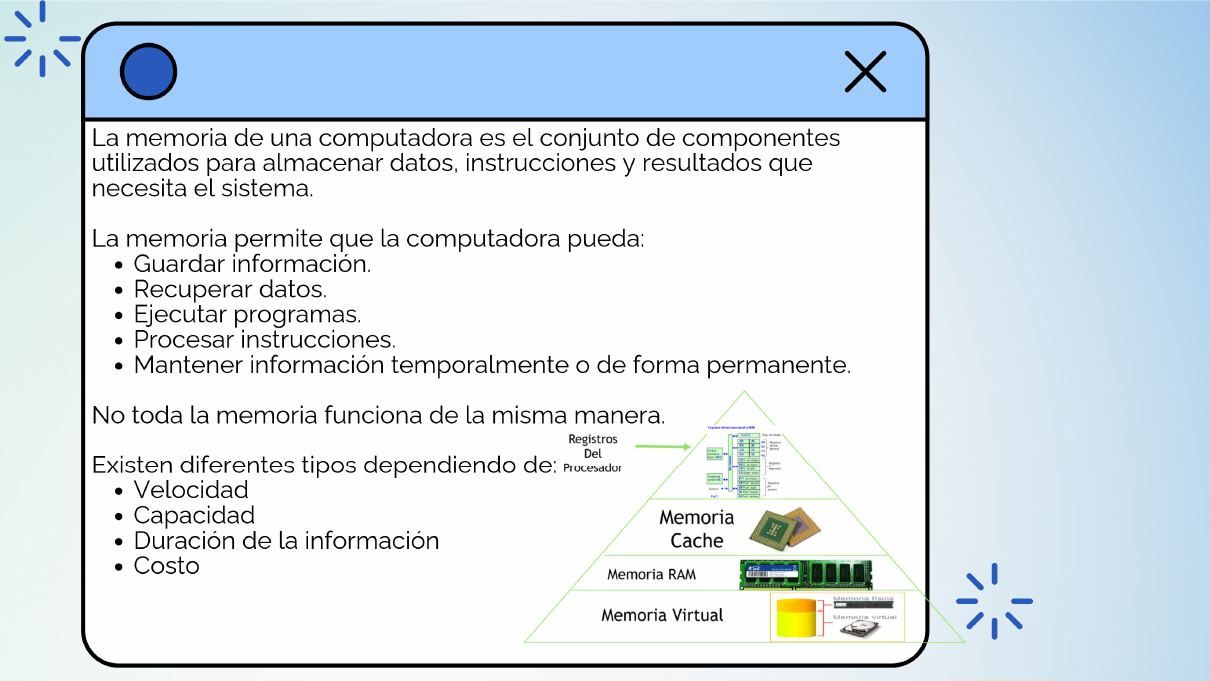 La memoria de una computadora es el conjunto de componentes
utilizados para almacenar datos, instrucciones y resultados que
necesita el sistema.
La memoria permite que la computadora pueda:
• Guardar información.
• Recuperar datos.
• Ejecutar programas.
• Procesar instrucciones.
• Mantener información temporalmente o de forma permanente.
No toda la memoria funciona de la misma manera.
Existen diferentes tipos dependiendo de:
• Velocidad
• Capacidad
• Duración de la información
• Costo
Registros
Del
Procesador
Memoria
Cache
Memoria RAM
Memoria Virtual
Memoria física
Memoria virtual